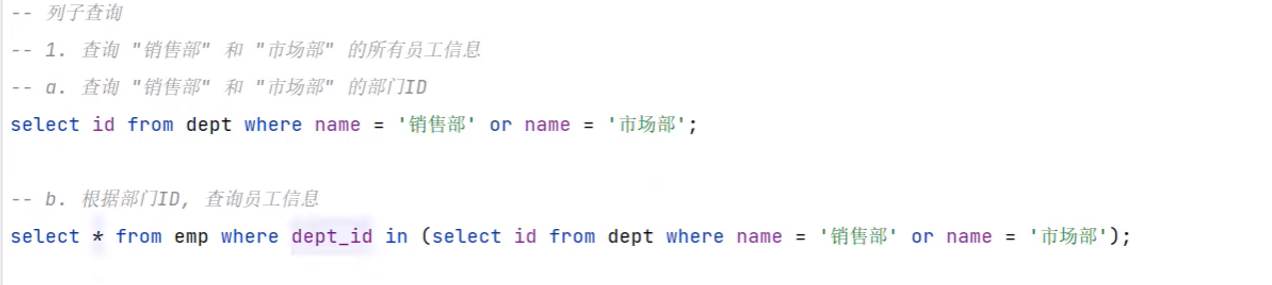 -- 列子查询
-- 1. 查询 "销售部" 和 "市场部" 的所有员工信息
-- a. 查询 "销售部" 和 "市场部" 的部门ID
select id from dept where name = '销售部' or name = '市场部';
-- b. 根据部门ID, 查询员工信息
select * from emp where dept_id in (select id from dept where name = '销售部' or name = '市场部');